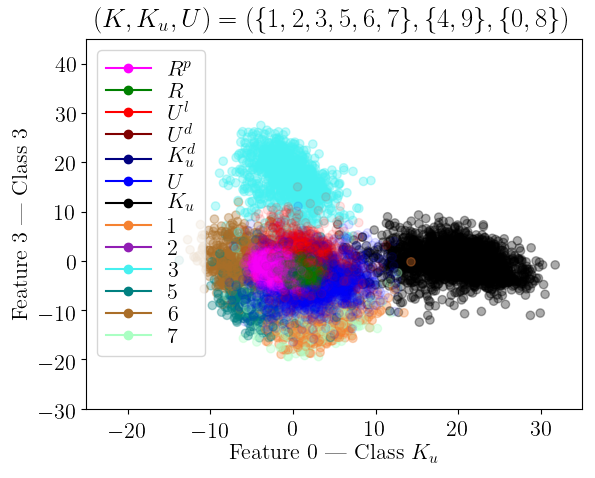 (K, K_u, U) = ({1, 2, 3, 5, 6, 7}, {4, 9}, {0, 8})
Feature 3 — Class 3
40
30
20
10
0
−10
−20
−30
R^p
R
U^l
U^d
K_u^d
U
K_u
1
2
3
5
6
7
−20 −10 0 10 20 30
Feature 0 — Class K_u